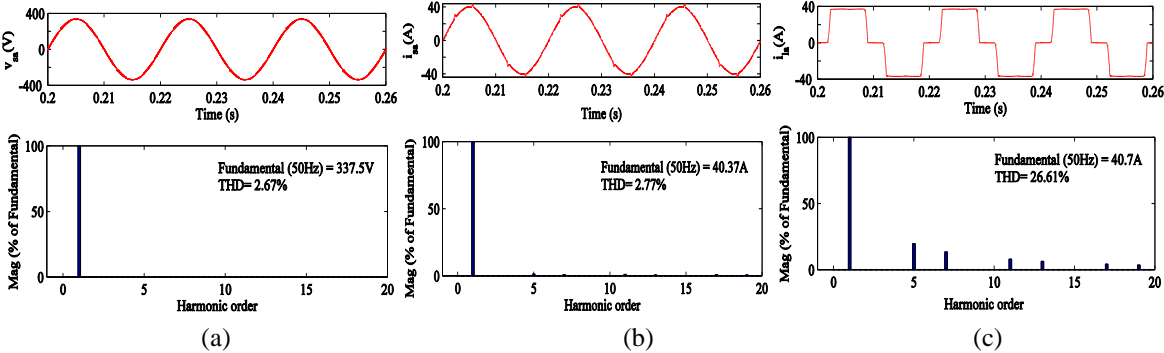 v_sa(V)
400
0
-400
0.2 0.21 0.22 0.23 0.24 0.25 0.26
Time (s)
Mag (% of Fundamental)
100
50
0
Fundamental (50Hz) = 337.5V
THD= 2.67%
0 5 10 15 20
Harmonic order
(a)
i_sa(A)
40
0
-40
0.2 0.21 0.22 0.23 0.24 0.25 0.26
Time (s)
Mag (% of Fundamental)
100
50
0
Fundamental (50Hz) = 40.37A
THD= 2.77%
0 5 10 15 20
Harmonic order
(b)
i_la(A)
40
0
-40
0.2 0.21 0.22 0.23 0.24 0.25 0.26
Time (s)
Mag (% of Fundamental)
100
50
0
Fundamental (50Hz) = 40.7A
THD= 26.61%
0 5 10 15 20
Harmonic order
(c)